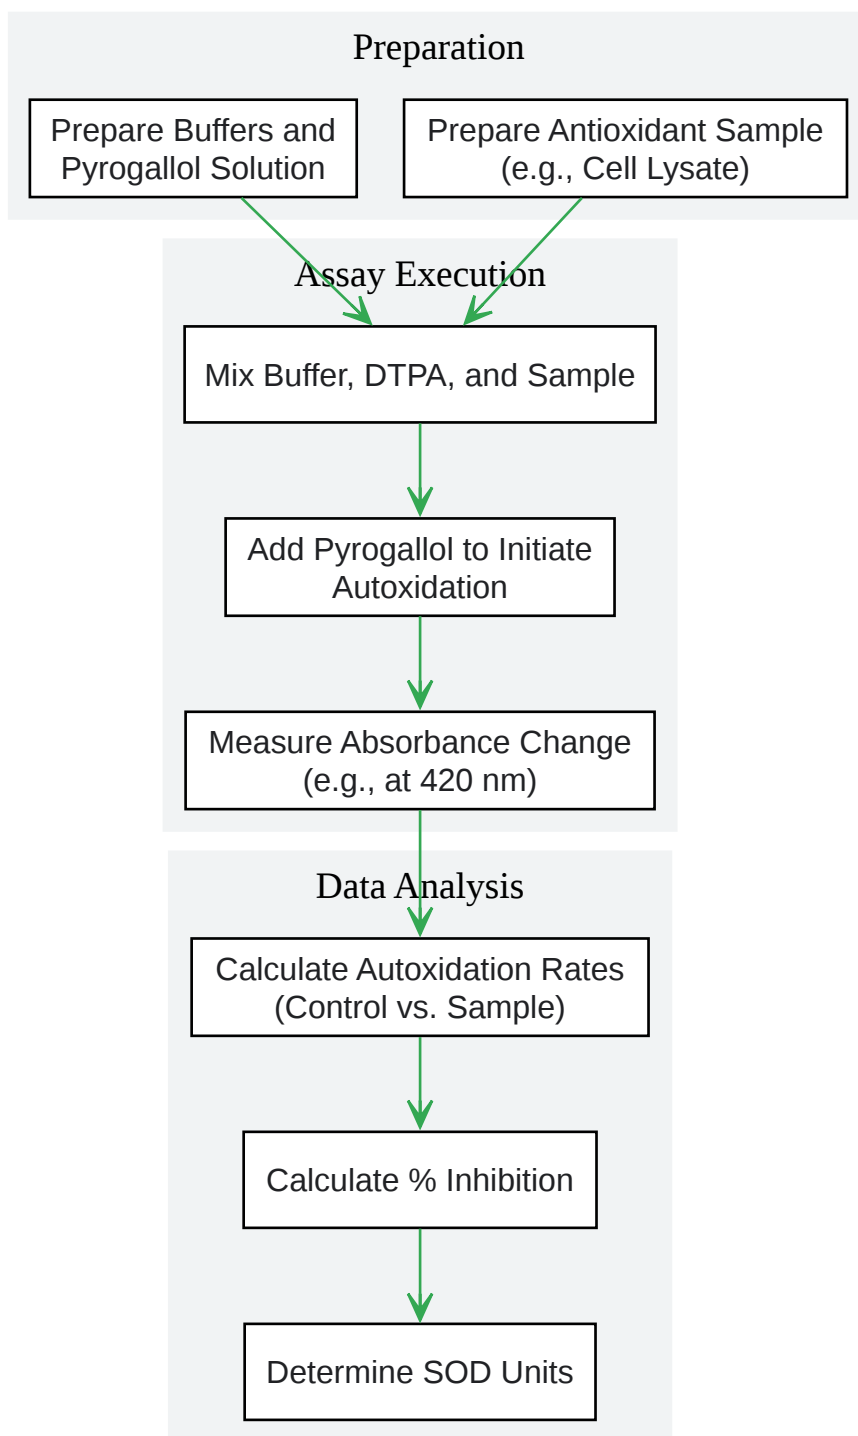 Preparation
Prepare Buffers and
Pyrogallol Solution
Prepare Antioxidant Sample
(e.g., Cell Lysate)
Assay Execution
Mix Buffer, DTPA, and Sample
Add Pyrogallol to Initiate
Autoxidation
Measure Absorbance Change
(e.g., at 420 nm)
Data Analysis
Calculate Autoxidation Rates
(Control vs. Sample)
Calculate % Inhibition
Determine SOD Units